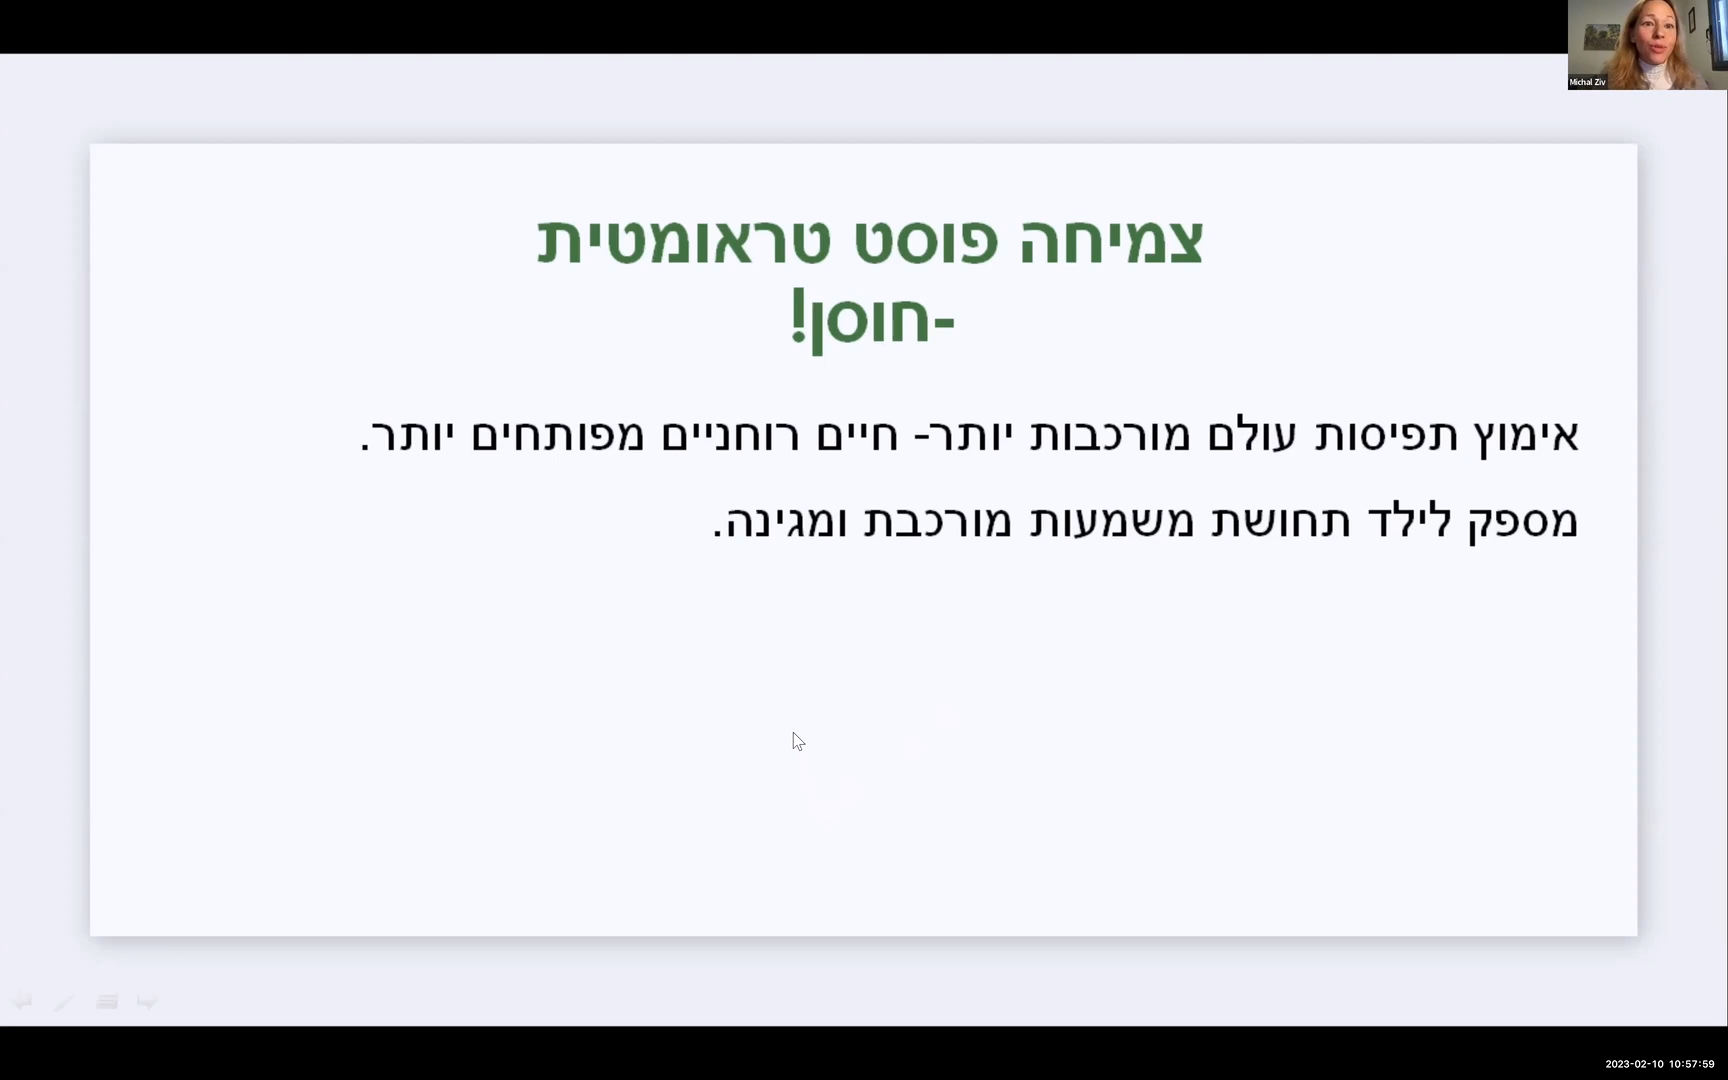 Michal Ziv
צמיחה פוסט טראומטית
-חוסן!
אימוץ תפיסות עולם מורכבות יותר- חיים רוחניים מפותחים יותר.
מספק לילד תחושת משמעות מורכבת ומגינה.
2023-02-10 10:57:59